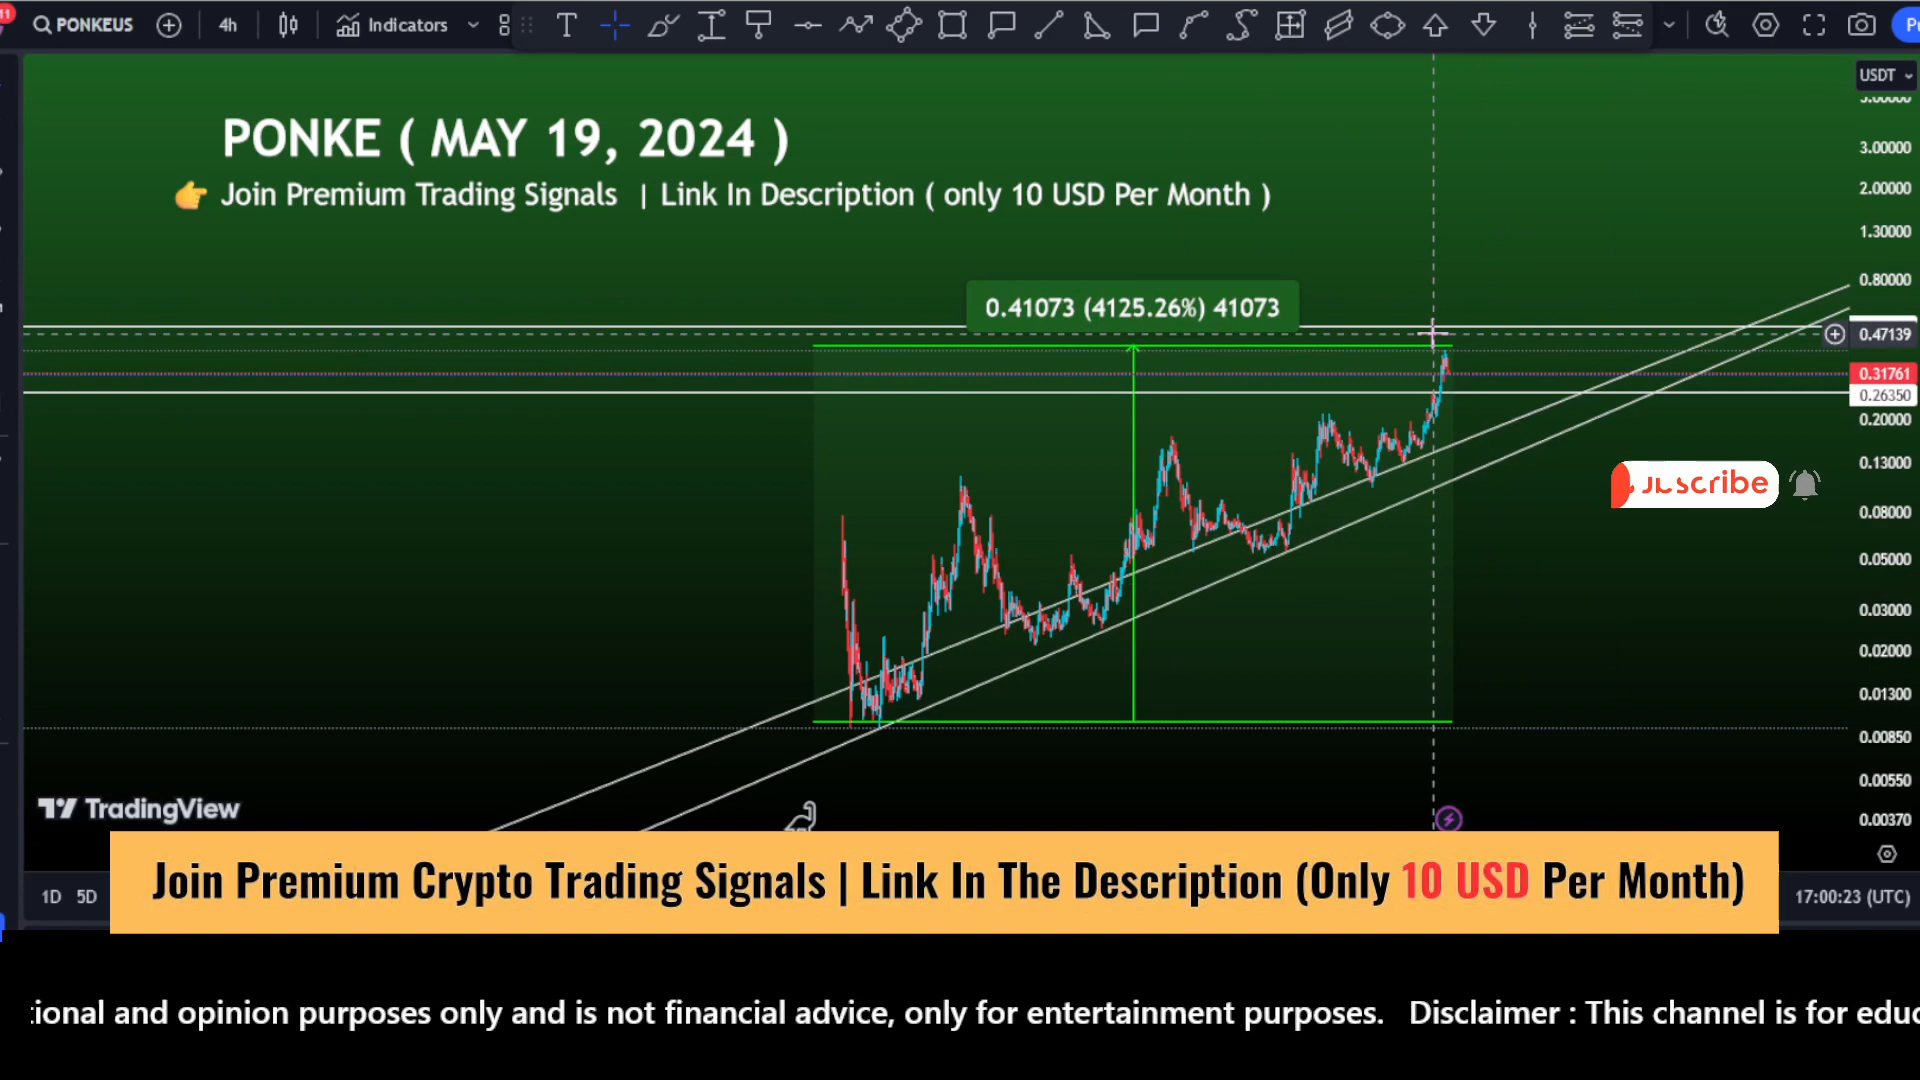 11
PONKEUS
4h
Indicators
USDT
PONKE ( MAY 19, 2024 )
👉 Join Premium Trading Signals | Link In Description ( only 10 USD Per Month )
3.00000
2.00000
1.30000
0.80000
0.41073 (4125.26%) 41073
0.47139
0.31761
0.26350
0.20000
0.13000
0.08000
0.05000
0.03000
0.02000
0.01300
0.00850
0.00550
0.00370
TradingView
Join Premium Crypto Trading Signals | Link In The Description (Only 10 USD Per Month)
1D 5D
17:00:23 (UTC)
tional and opinion purposes only and is not financial advice, only for entertainment purposes. Disclaimer : This channel is for educ